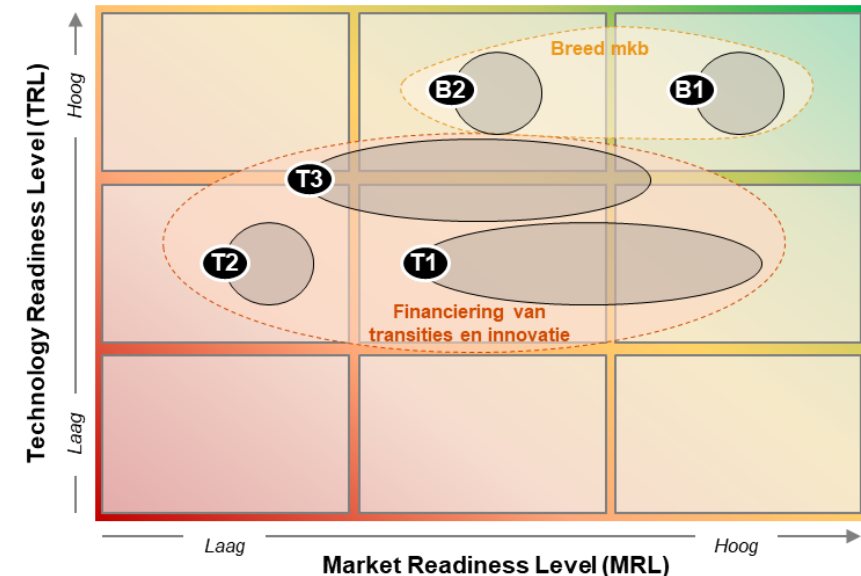 Technology Readiness Level (TRL)
Hoog
Laag
Breed mkb
B2
B1
T3
T2
T1
Financiering van
transities en innovatie
Laag
Hoog
Market Readiness Level (MRL)